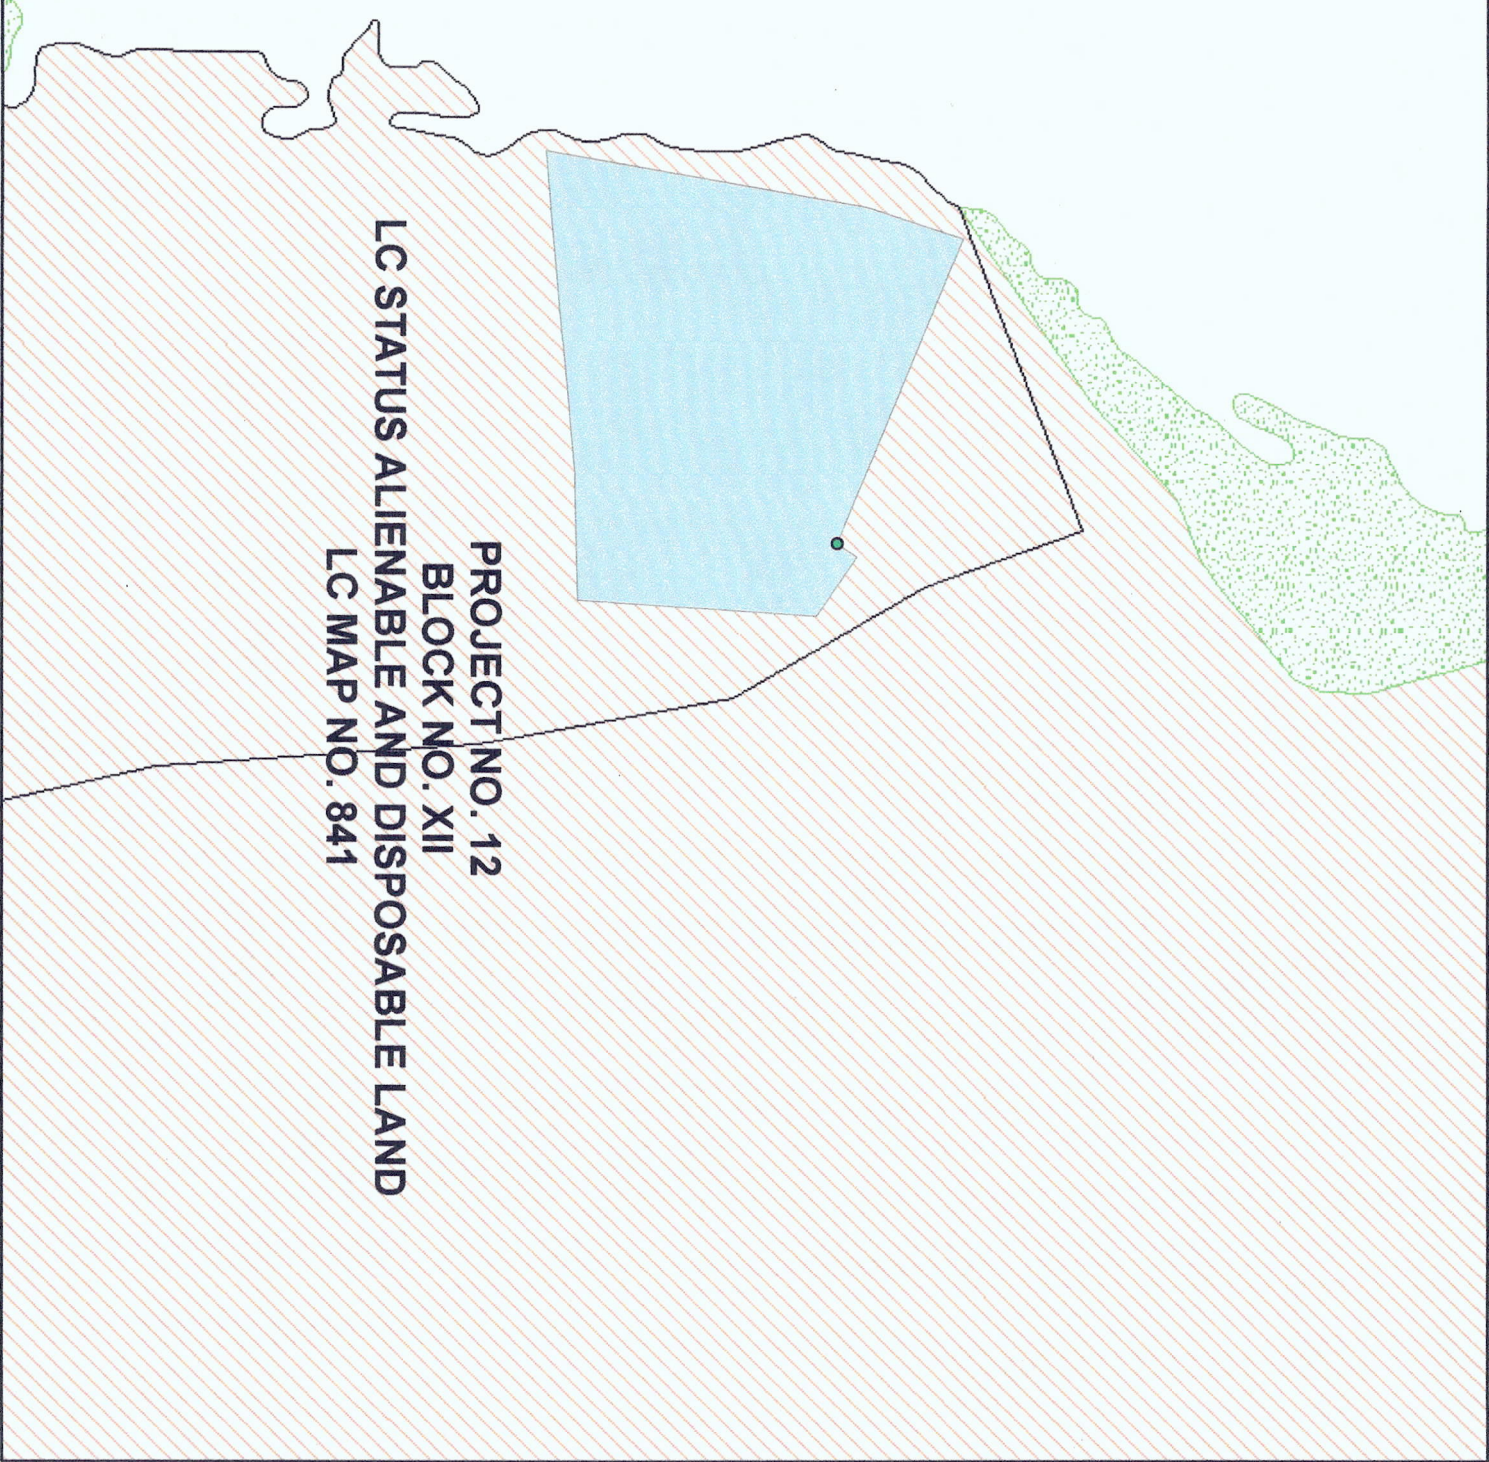 PROJECT NO. 12
BLOCK NO. XII
LC STATUS ALIENABLE AND DISPOSABLE LAND
LC MAP NO. 841